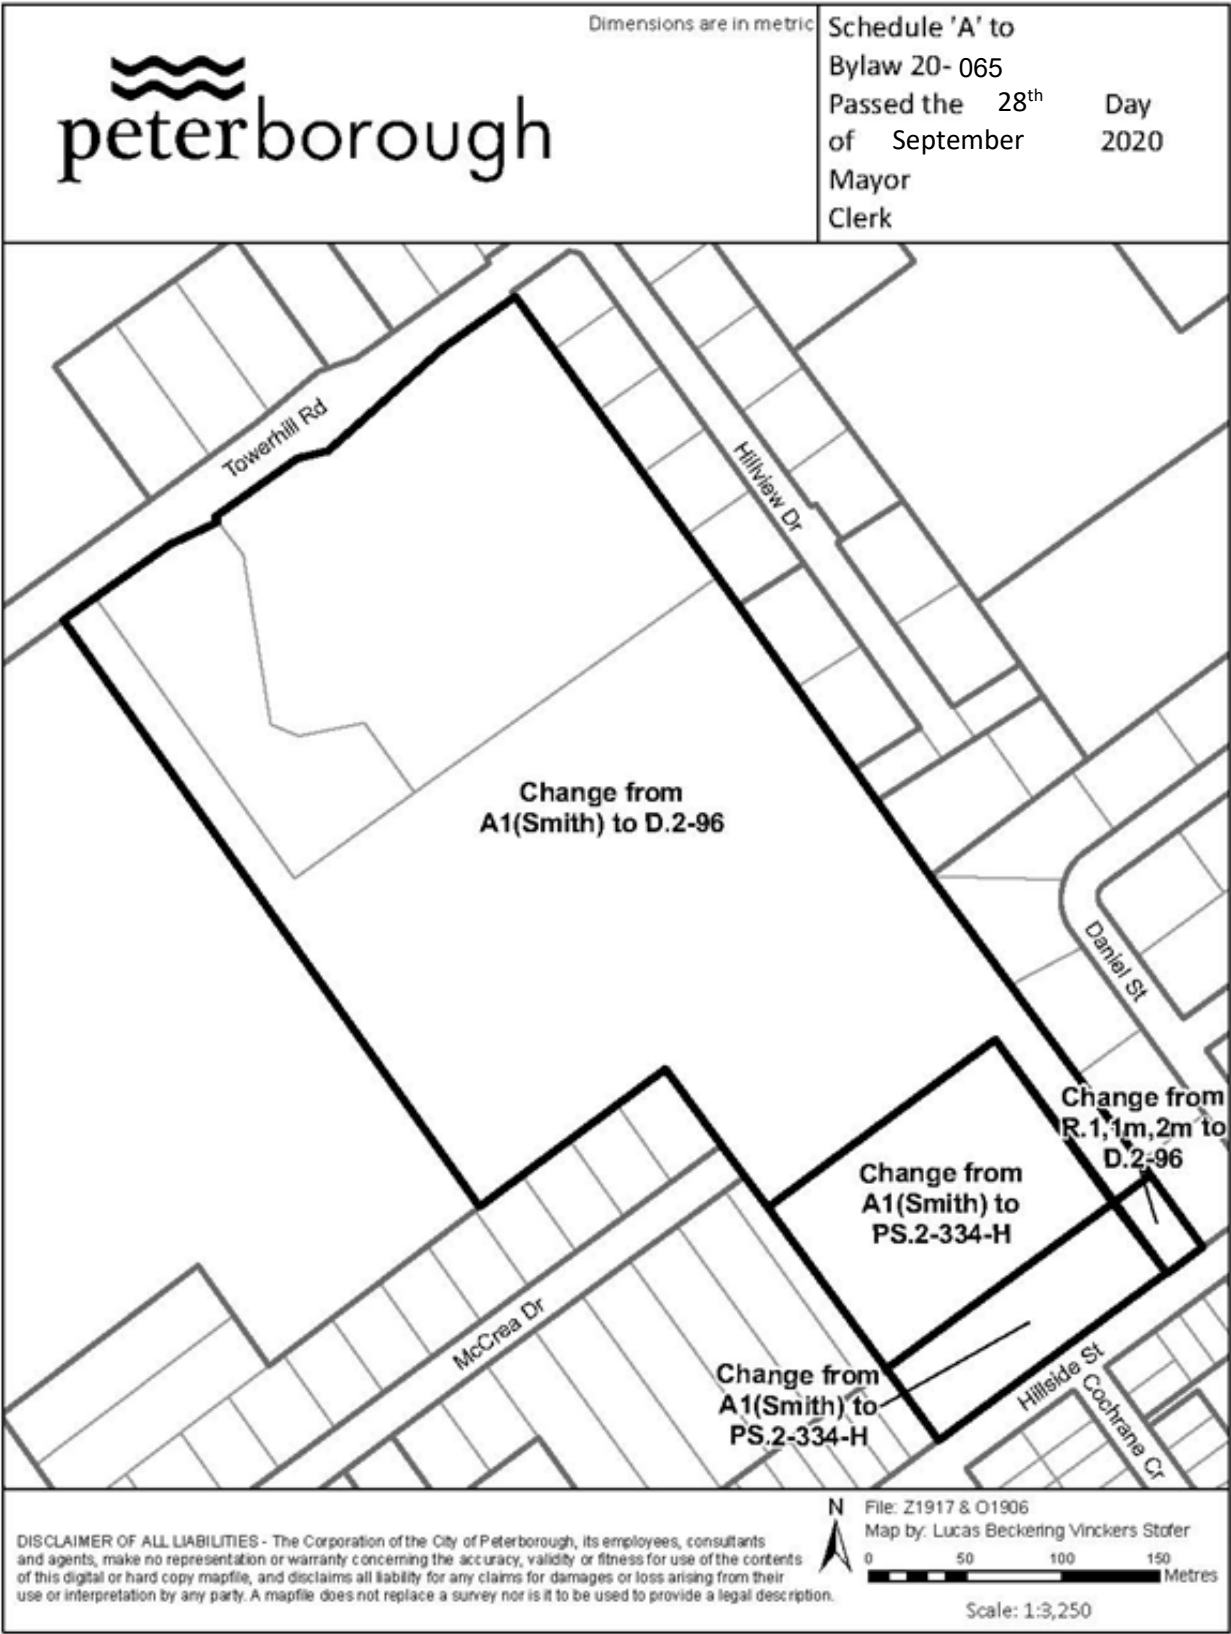 Dimensions are in metric
peterborough
Schedule 'A' to
Bylaw 20- 065
Passed the 28th Day
of September 2020
Mayor
Clerk
Towerhill Rd
Hillview Dr
Change from
A1(Smith) to D.2-96
Daniel St
Change from
R.1,1m,2m to
D.2-96
Change from
A1(Smith) to
PS.2-334-H
McCrea Dr
Change from
A1(Smith) to
PS.2-334-H
Hillside St
Cochrane Cr
DISCLAIMER OF ALL LIABILITIES - The Corporation of the City of Peterborough, its employees, consultants
and agents, make no representation or warranty concerning the accuracy, validity or fitness for use of the contents
of this digital or hard copy mapfile, and disclaims all liability for any claims for damages or loss arising from their
use or interpretation by any party. A mapfile does not replace a survey nor is it to be used to provide a legal description.
N
File: Z1917 & O1906
Map by: Lucas Beckering Vinckers Stofer
0 50 100 150
Metres
Scale: 1:3,250